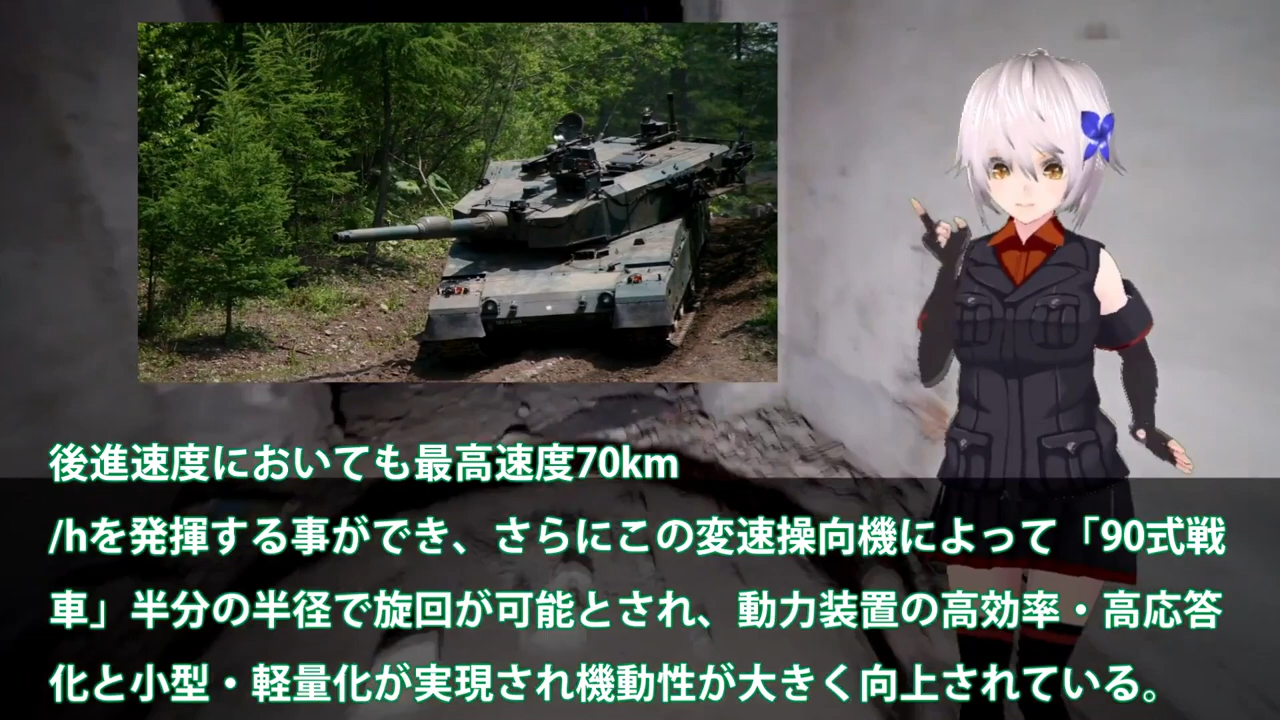 後進速度においても最高速度70km
/hを発揮する事ができ、さらにこの変速操向機によって「90式戦
車」半分の半径で旋回が可能とされ、動力装置の高効率・高応答
化と小型・軽量化が実現され機動性が大きく向上されている。